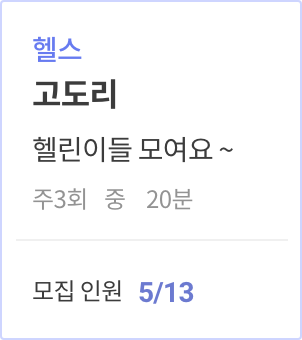 헬스
고도리
헬린이들 모여요 ~
주3회 중 20분
모집 인원 5/13